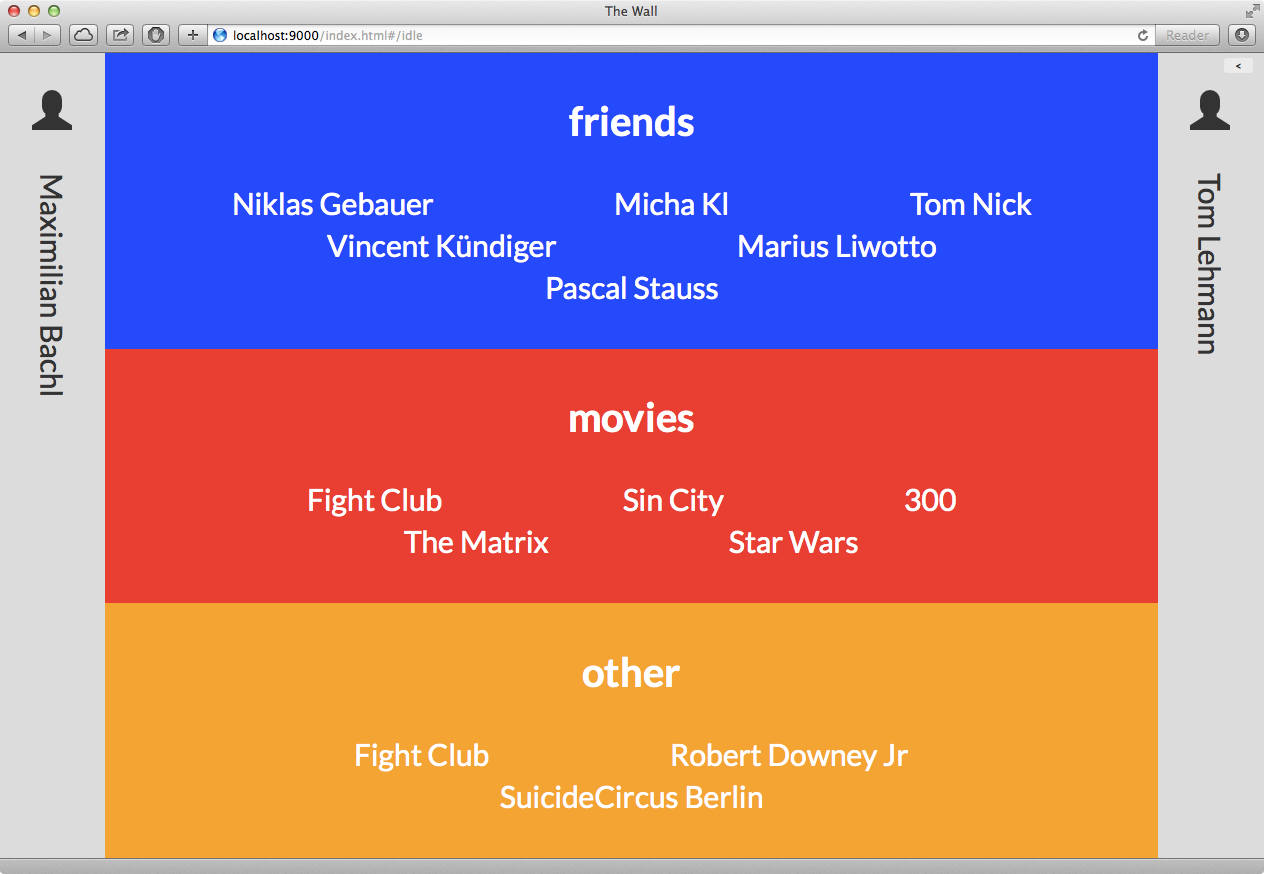 The Wall
localhost:9000/index.html#/idle
Reader
<
Maximilian Bachl
friends
Niklas Gebauer Micha Kl Tom Nick
Vincent Kündiger Marius Liwotto
Pascal Stauss
movies
Fight Club Sin City 300
The Matrix Star Wars
other
Fight Club Robert Downey Jr
SuicideCircus Berlin
Tom Lehmann